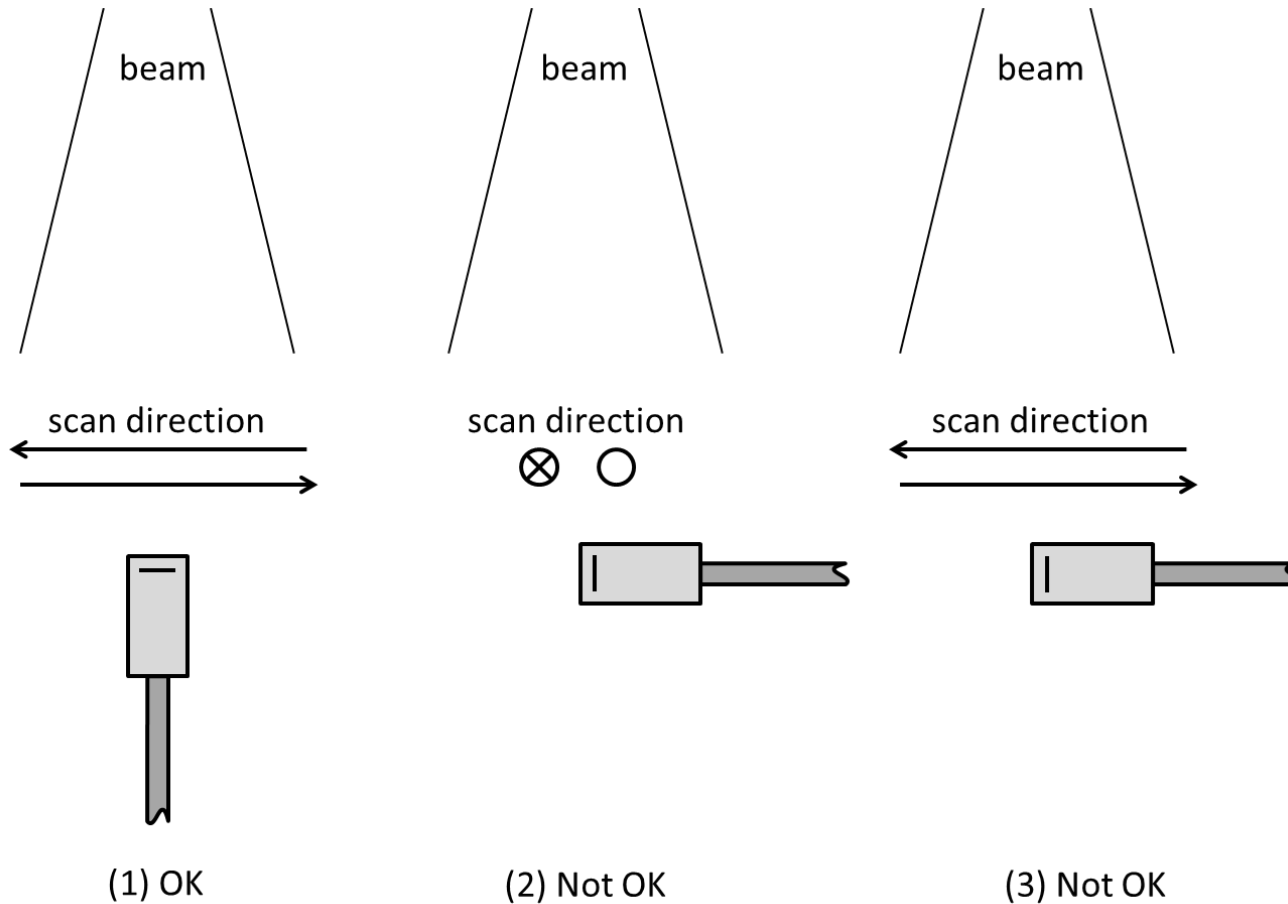 beam
beam
beam
scan direction
scan direction
scan direction
(1) OK
(2) Not OK
(3) Not OK